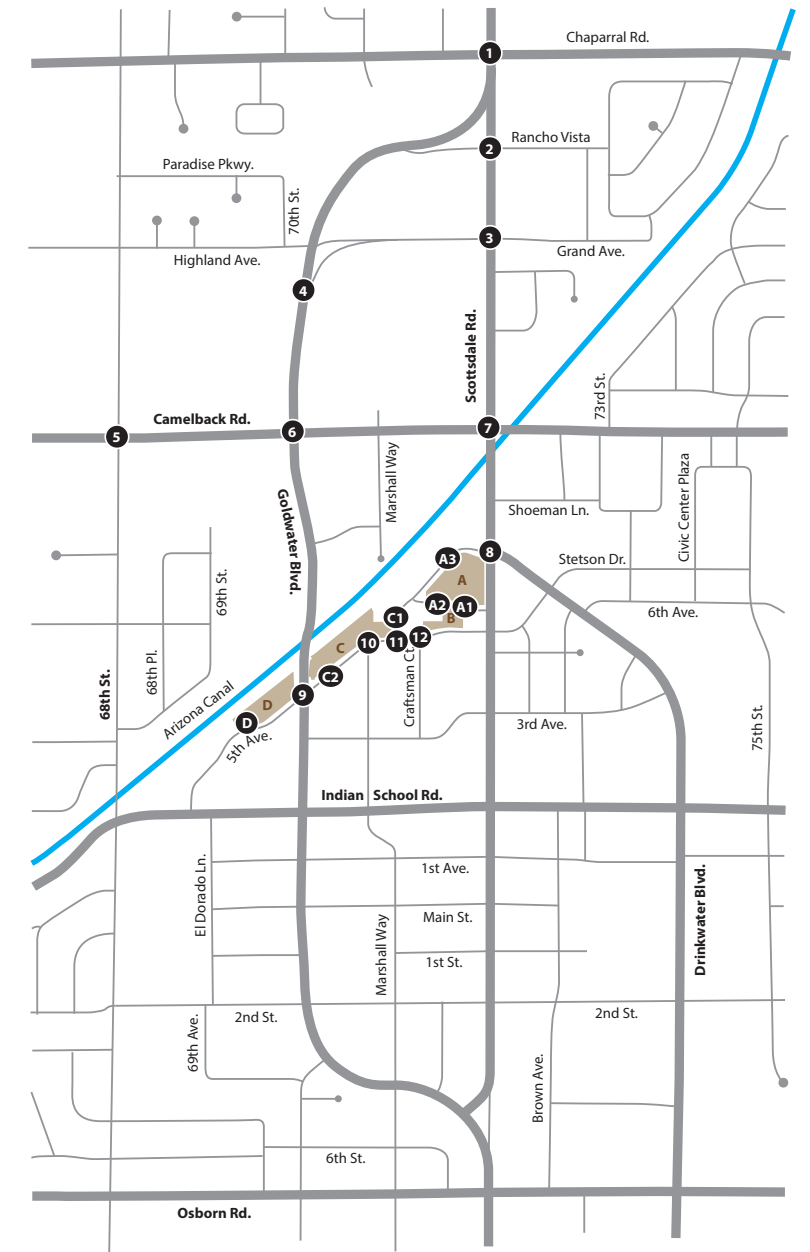 Chaparral Rd.
1
Rancho Vista
2
Paradise Pkwy.
70th St.
3
Grand Ave.
Highland Ave.
4
Scottsdale Rd.
73rd St.
Camelback Rd.
5
6
7
Marshall Way
Civic Center Plaza
Goldwater Blvd.
Shoeman Ln.
8
A3
Stetson Dr.
A
69th St.
A2
A1
6th Ave.
C1
B
10
11
12
C
68th Pl.
C2
Craftsman Ct.
68th St.
Arizona Canal
9
D
D
5th Ave.
3rd Ave.
75th St.
Indian School Rd.
El Dorado Ln.
1st Ave.
Drinkwater Blvd.
Main St.
Marshall Way
1st St.
2nd St.
2nd St.
69th Ave.
Brown Ave.
6th St.
Osborn Rd.